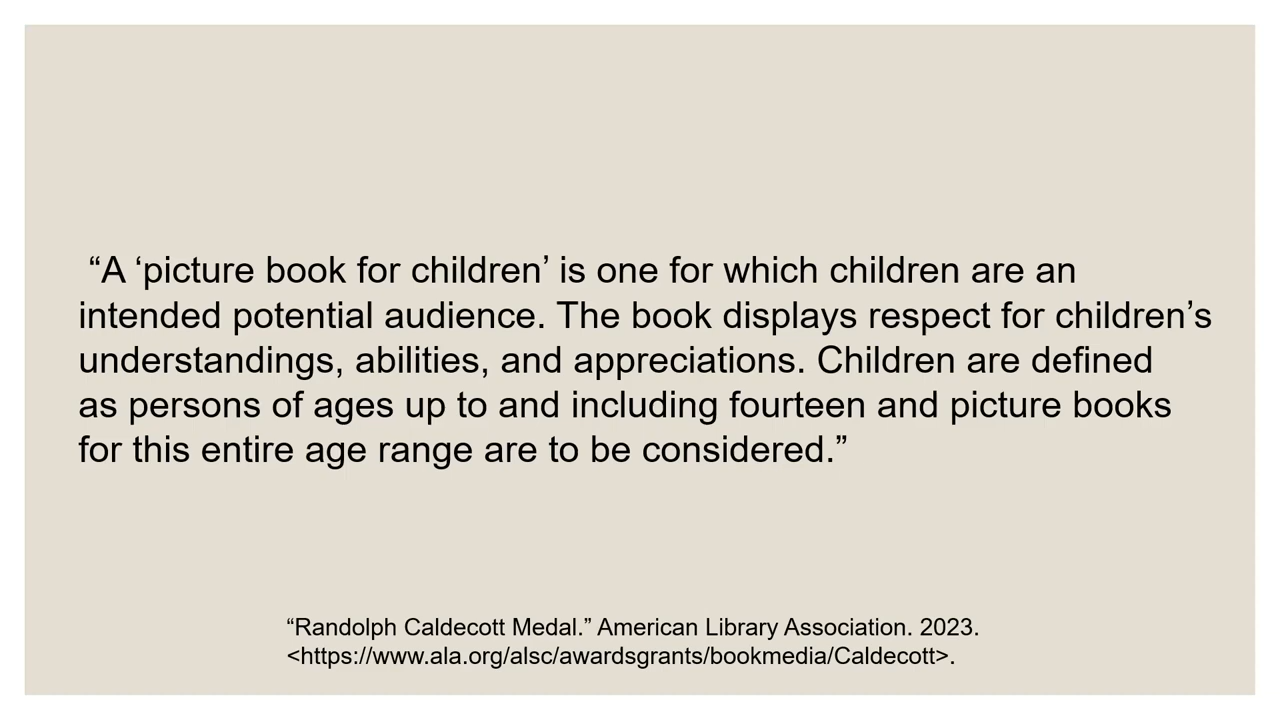 “A ‘picture book for children’ is one for which children are an
intended potential audience. The book displays respect for children’s
understandings, abilities, and appreciations. Children are defined
as persons of ages up to and including fourteen and picture books
for this entire age range are to be considered.”
“Randolph Caldecott Medal.” American Library Association. 2023.
<https://www.ala.org/alsc/awardsgrants/bookmedia/Caldecott>.